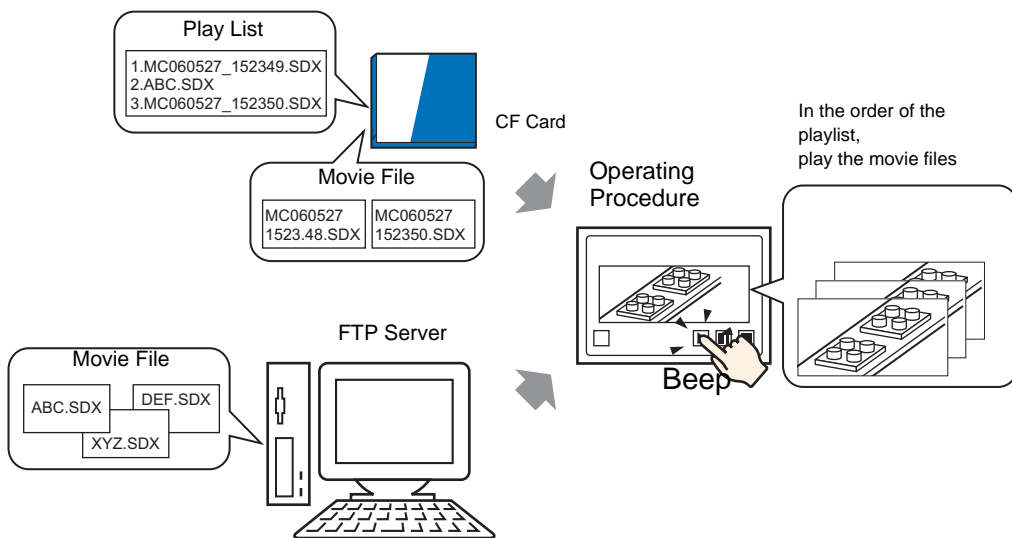 Play List
1.MC060527_152349.SDX
2.ABC.SDX
3.MC060527_152350.SDX
CF Card
Movie File
MC060527
1523.48.SDX
MC060527
152350.SDX
Operating
Procedure
In the order of the
playlist,
play the movie files
Beep
FTP Server
Movie File
ABC.SDX
DEF.SDX
XYZ.SDX